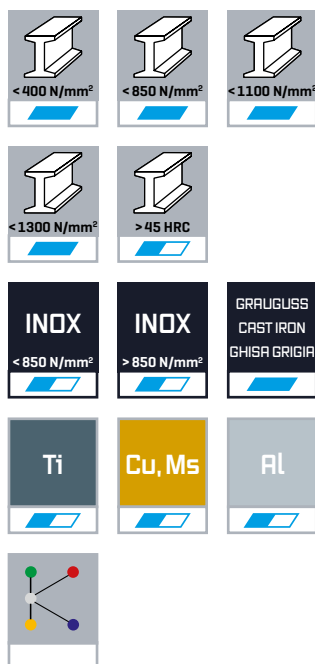 <400 N/mm²
<850 N/mm²
<1100 N/mm²
<1300 N/mm²
>45 HRC
INOX
<850 N/mm²
INOX
>850 N/mm²
GRAUGUSS
CAST IRON
GHISA GRIGIA
Ti
Cu, Ms
Al